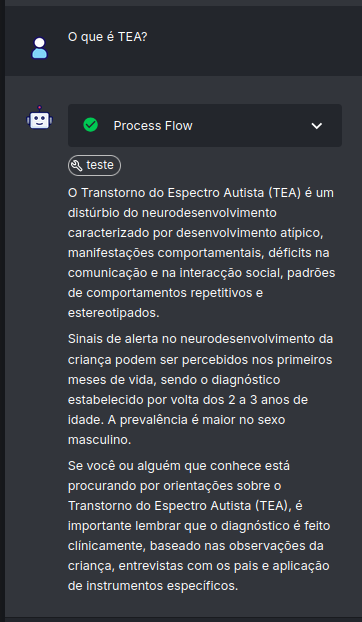 O que é TEA?
Process Flow
teste
O Transtorno do Espectro Autista (TEA) é um
distúrbio do neurodesenvolvimento
caracterizado por desenvolvimento atípico,
manifestações comportamentais, déficits na
comunicação e na interacção social, padrões
de comportamentos repetitivos e
estereotipados.
Sinais de alerta no neurodesenvolvimento da
criança podem ser percebidos nos primeiros
meses de vida, sendo o diagnóstico
estabelecido por volta dos 2 a 3 anos de
idade. A prevalência é maior no sexo
masculino.
Se você ou alguém que conhece está
procurando por orientações sobre o
Transtorno do Espectro Autista (TEA), é
importante lembrar que o diagnóstico é feito
clínicamente, baseado nas observações da
criança, entrevistas com os pais e aplicação
de instrumentos específicos.